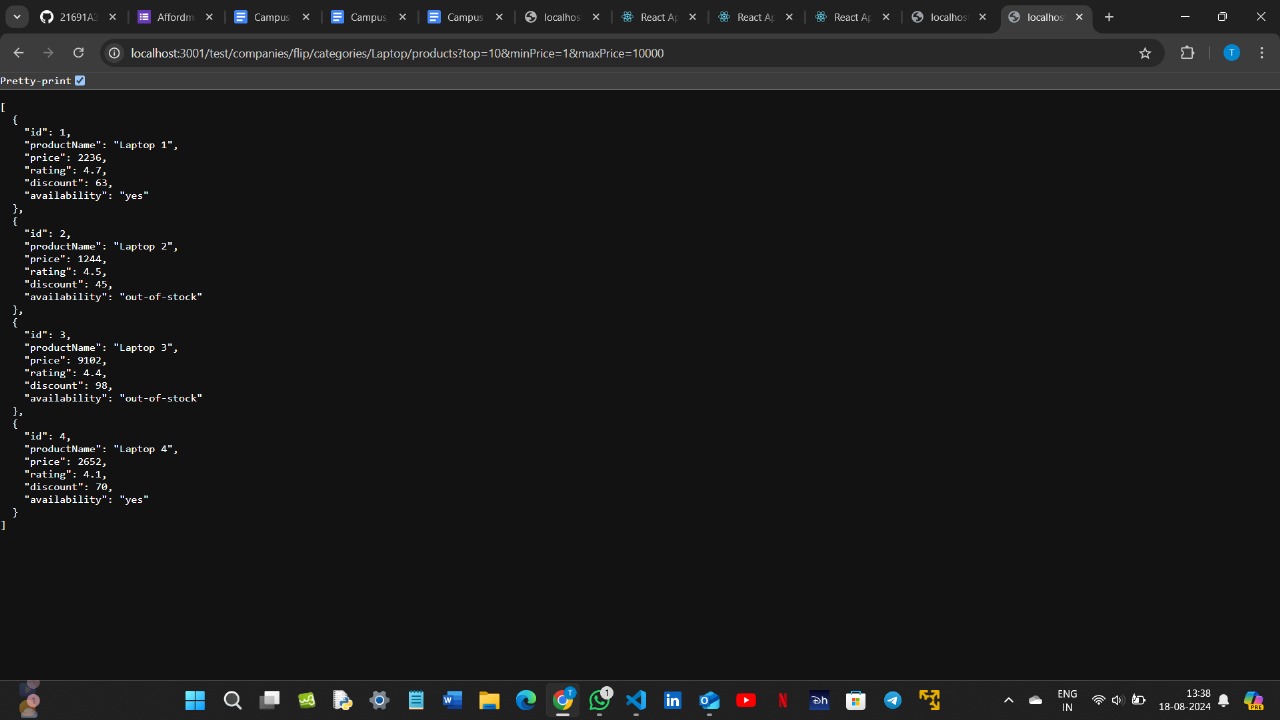 21691A2
Affordm
Campus
Campus
Campus
localhos
React Ap
React Ap
React Ap
localhos
localhos
localhost:3001/test/companies/flip/categories/Laptop/products?top=10&minPrice=1&maxPrice=10000
T
Pretty-print
[
{
"id": 1,
"productName": "Laptop 1",
"price": 2236,
"rating": 4.7,
"discount": 63,
"availability": "yes"
},
{
"id": 2,
"productName": "Laptop 2",
"price": 1244,
"rating": 4.5,
"discount": 45,
"availability": "out-of-stock"
},
{
"id": 3,
"productName": "Laptop 3",
"price": 9102,
"rating": 4.4,
"discount": 98,
"availability": "out-of-stock"
},
{
"id": 4,
"productName": "Laptop 4",
"price": 2652,
"rating": 4.1,
"discount": 70,
"availability": "yes"
}
]
1
ENG
IN
13:38
18-08-2024